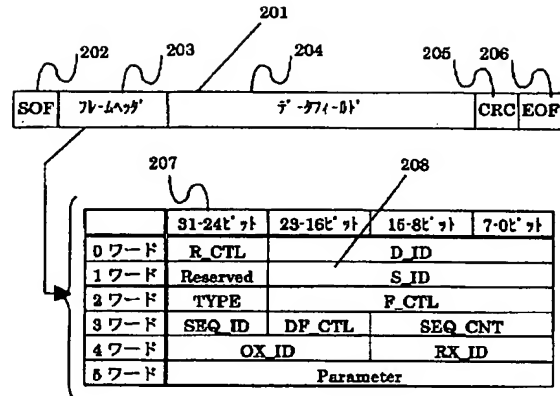 201
202 203 204 205 206
SOF ﾌﾚｰﾑﾍｯﾀﾞ ﾃﾞｰﾀﾌｨｰﾙﾄﾞ CRC EOF
207 208
31-24ﾋﾞｯﾄ 23-16ﾋﾞｯﾄ 15-8ﾋﾞｯﾄ 7-0ﾋﾞｯﾄ
0 ワード R_CTL D_ID
1 ワード Reserved S_ID
2 ワード TYPE F_CTL
3 ワード SEQ_ID DF_CTL SEQ_CNT
4 ワード OX_ID RX_ID
5 ワード Parameter